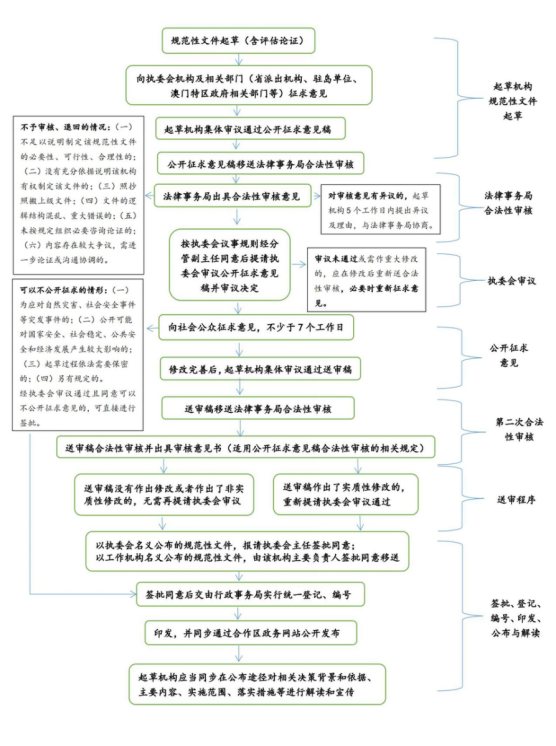 规范性文件起草（含评估论证）
向执委会机构及相关部门（省派出机构、驻岛单位、
澳门特区政府相关部门等）征求意见
起草机构
规范性文件
起草
起草机构集体审议通过公开征求意见稿
公开征求意见稿移送法律事务局合法性审核
不予审核、退回的情况：（一）
不足以说明制定该规范性文件
的必要性、可行性、合理性的；
（二）没有充分依据说明该机构
有权制定该文件的；（三）照抄
照搬上级文件；（四）文件的逻
辑结构混乱、重大错误的；（五）
未按规定组织必要咨询论证的；
（六）内容存在较大争议，需进
一步论证或沟通协调的。
法律事务局出具合法性审核意见
对审核意见有异议的，起草
机构5个工作日内提出异议
及理由，与法律事务局协商。
法律事务局
合法性审核
按执委会议事规则经分
管副主任同意后提请执
委会审议公开征求意见
稿并审议决定
审议未通过或需作重大修改
的，应在修改后重新送合法
性审核，必要时重新征求意
见。
执委会审议
可以不公开征求的情形：（一）
为应对自然灾害、社会安全事件
等突发事件的；（二）公开可能
对国家安全、社会稳定、公共安
全和经济发展产生较大影响的；
（三）起草过程依法需要保密
的；（四）另有规定的。
经执委会审议通过且同意可以
不公开征求意见的，可直接进行
签批。
向社会公众征求意见，不少于7个工作日
修改完善后，起草机构集体审议通过送审稿
公开征求
意见
送审稿移送法律事务局合法性审核
送审稿合法性审核并出具审核意见书（适用公开征求意见稿合法性审核的相关规定）
第二次合法
性审核
送审稿没有作出修改或者作出了非实
质性修改的，无需再提请执委会审议
送审稿作出了实质性修改的，
重新提请执委会审议通过
送审程序
以执委会名义公布的规范性文件，报请执委会主任签批同意；
以工作机构名义公布的规范性文件，由该机构主要负责人签批同意移送
签批同意后交由行政事务局实行统一登记、编号
印发，并同步通过合作区政务网站公开发布
起草机构应当同步在公布途径对相关决策背景和依据、
主要内容、实施范围、落实措施等进行解读和宣传
签批、登记、
编号、印发、
公布与解读